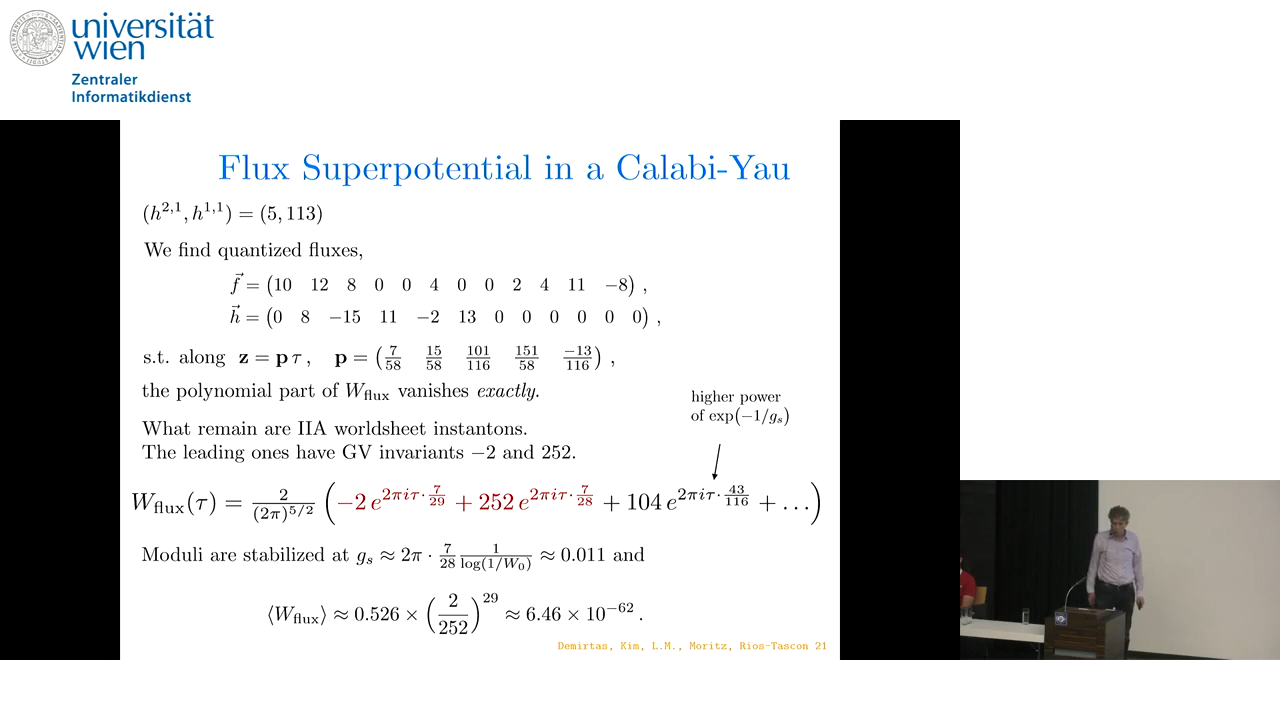 universität
wien
Zentraler
Informatikdienst
Flux Superpotential in a Calabi-Yau
(h^{2,1}, h^{1,1}) = (5, 113)
We find quantized fluxes,
\vec{f} = (10 12 8 0 0 4 0 0 2 4 11 −8) ,
\vec{h} = (0 8 −15 11 −2 13 0 0 0 0 0 0) ,
s.t. along z = p τ , p = (7/58 15/58 101/116 151/58 −13/116) ,
the polynomial part of W_flux vanishes exactly.
higher power
of exp(−1/g_s)
What remain are IIA worldsheet instantons.
The leading ones have GV invariants −2 and 252.
W_flux(τ) = 2/(2π)^{5/2} (−2 e^{2πiτ·7/29} + 252 e^{2πiτ·7/28} + 104 e^{2πiτ·43/116} + …)
Moduli are stabilized at g_s ≈ 2π · 7/28 1/log(1/W_0) ≈ 0.011 and
⟨W_flux⟩ ≈ 0.526 × (2/252)^{29} ≈ 6.46 × 10^{−62} .
Demirtas, Kim, L.M., Moritz, Rios-Tascon 21